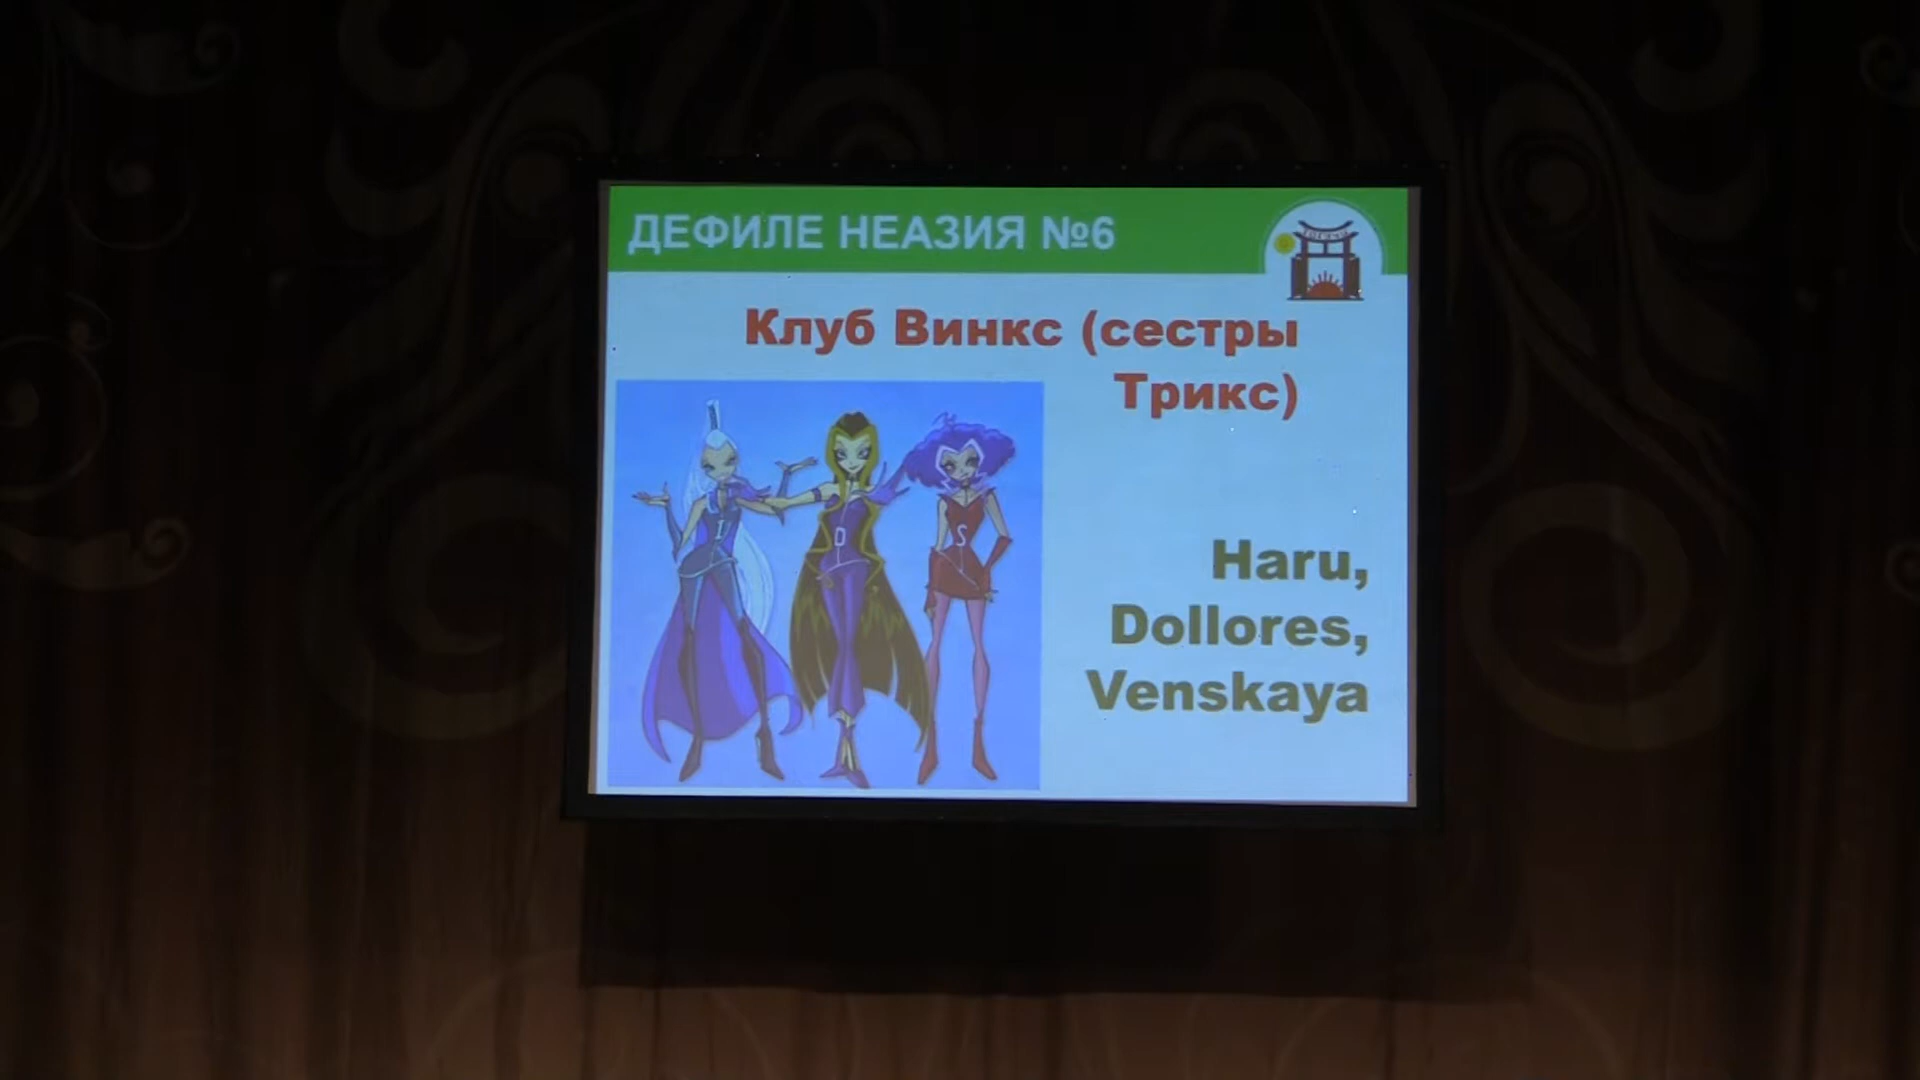 ДЕФИЛЕ НЕАЗИЯ №6
Клуб Винкс (сестры
Трикс)
I
D
S
Haru,
Dollores,
Venskaya